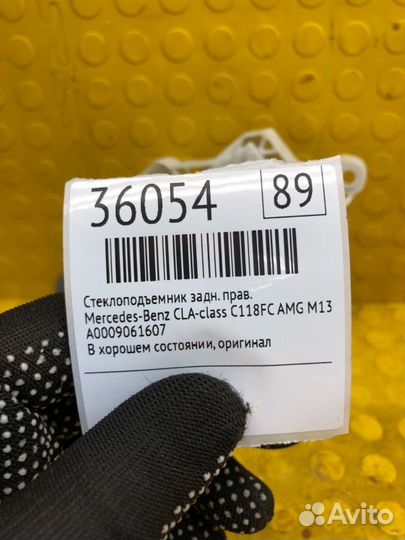 36054 89
Стеклоподъемник задн. прав.
Mercedes-Benz CLA-class C118FC AMG M13
A0009061607
В хорошем состоянии, оригинал
Avito